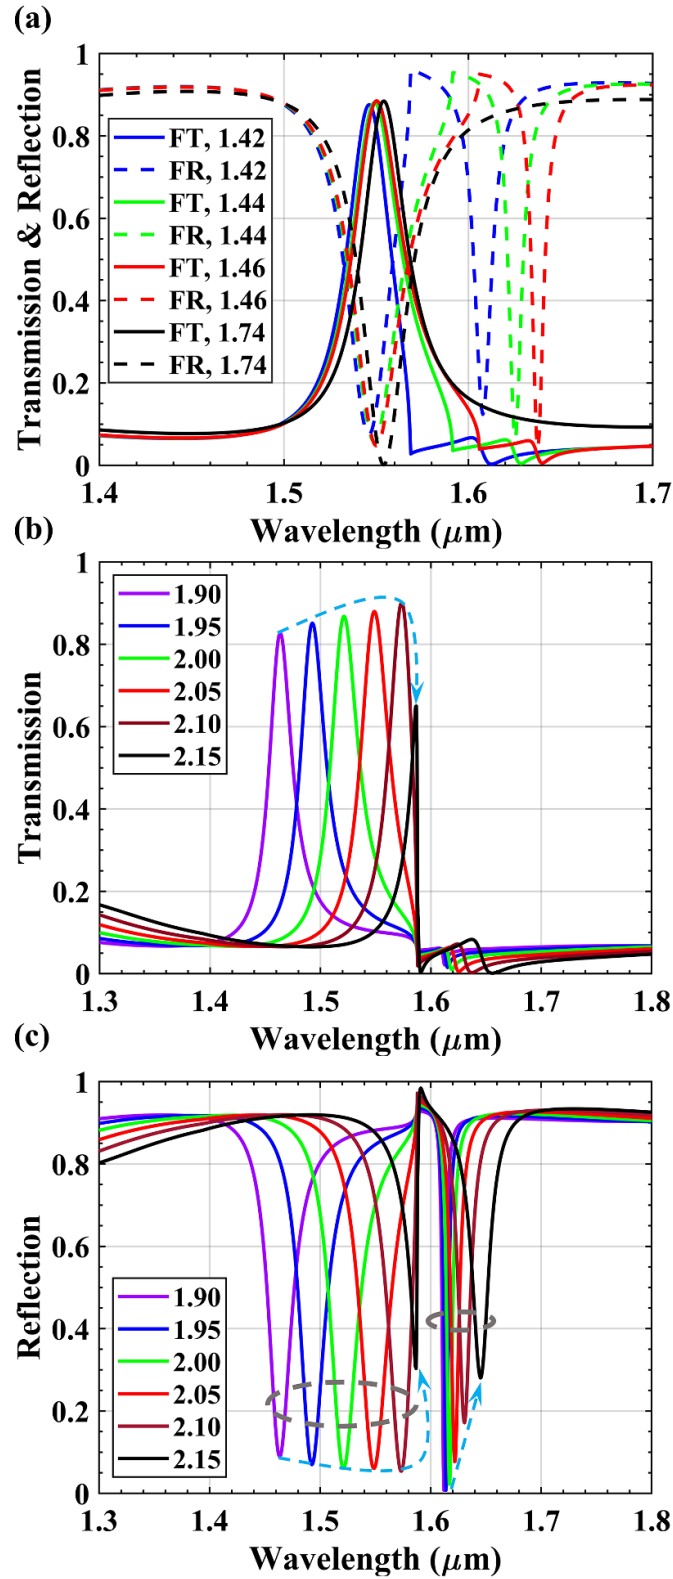 (a)
1
0.8
0.6
0.4
0.2
0
Transmission & Reflection
FT, 1.42
FR, 1.42
FT, 1.44
FR, 1.44
FT, 1.46
FR, 1.46
FT, 1.74
FR, 1.74
1.4 1.5 1.6 1.7
Wavelength (μm)
(b)
1
0.8
0.6
0.4
0.2
0
Transmission
1.90
1.95
2.00
2.05
2.10
2.15
1.3 1.4 1.5 1.6 1.7 1.8
Wavelength (μm)
(c)
1
0.8
0.6
0.4
0.2
0
Reflection
1.90
1.95
2.00
2.05
2.10
2.15
1.3 1.4 1.5 1.6 1.7 1.8
Wavelength (μm)